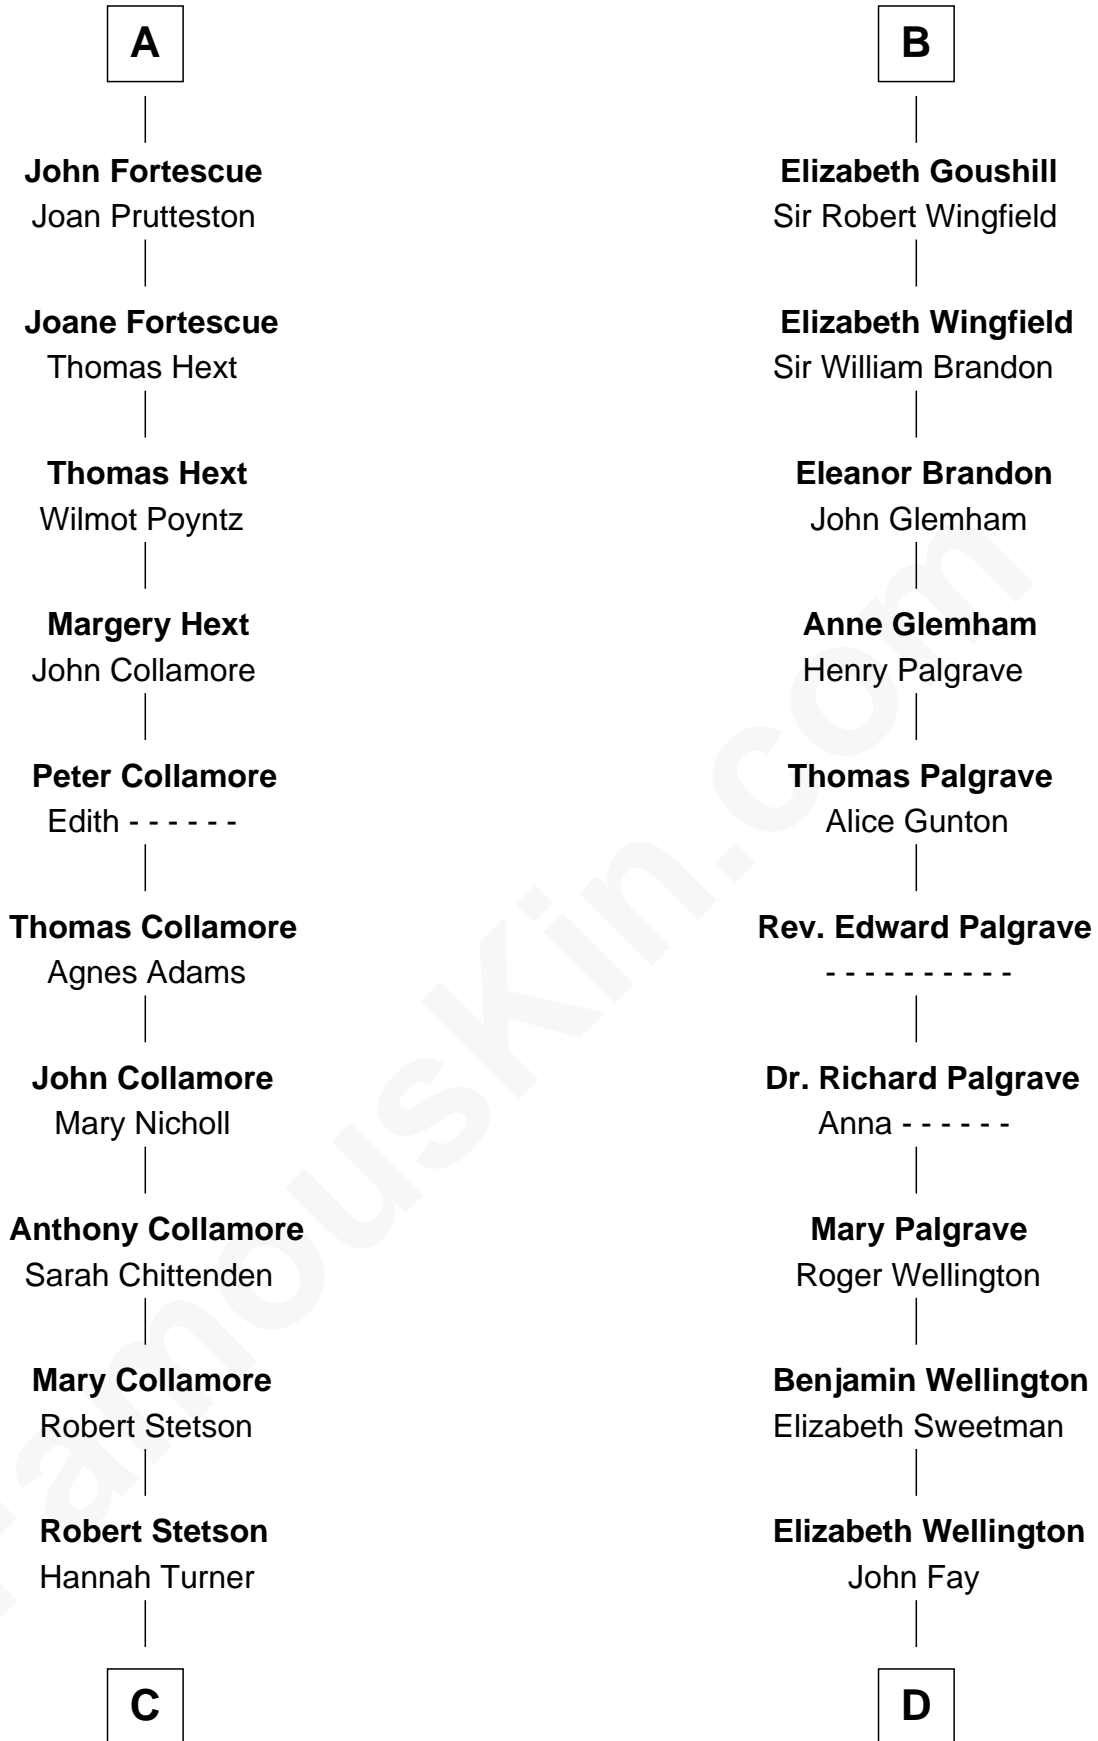 A
John Fortescue
Joan Prutteston
Joane Fortescue
Thomas Hext
Thomas Hext
Wilmot Poyntz
Margery Hext
John Collamore
Peter Collamore
Edith - - - - - -
Thomas Collamore
Agnes Adams
John Collamore
Mary Nicholl
Anthony Collamore
Sarah Chittenden
Mary Collamore
Robert Stetson
Robert Stetson
Hannah Turner
C
B
Elizabeth Goushill
Sir Robert Wingfield
Elizabeth Wingfield
Sir William Brandon
Eleanor Brandon
John Glemham
Anne Glemham
Henry Palgrave
Thomas Palgrave
Alice Gunton
Rev. Edward Palgrave
- - - - - - - - - -
Dr. Richard Palgrave
Anna - - - - - -
Mary Palgrave
Roger Wellington
Benjamin Wellington
Elizabeth Sweetman
Elizabeth Wellington
John Fay
D
FamousKin.com